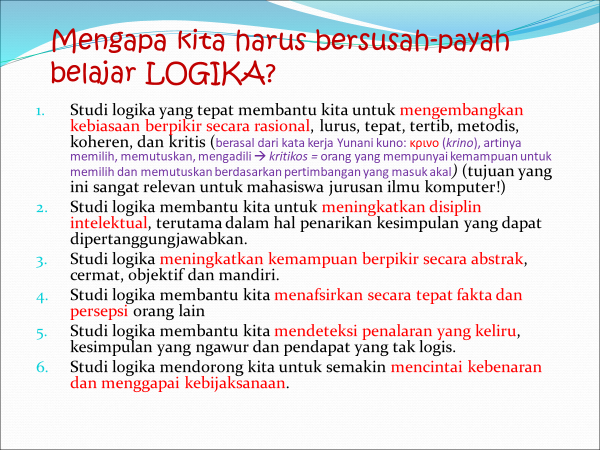 Mengapa kita harus bersusah-payah
belajar LOGIKA?
1. Studi logika yang tepat membantu kita untuk mengembangkan
kebiasaan berpikir secara rasional, lurus, tepat, tertib, metodis,
koheren, dan kritis (berasal dari kata kerja Yunani kuno: κρινο (krino), artinya
memilih, memutuskan, mengadili → kritikos = orang yang mempunyai kemampuan untuk
memilih dan memutuskan berdasarkan pertimbangan yang masuk akal) (tujuan yang
ini sangat relevan untuk mahasiswa jurusan ilmu komputer!)
2. Studi logika membantu kita untuk meningkatkan disiplin
intelektual, terutama dalam hal penarikan kesimpulan yang dapat
dipertanggungjawabkan.
3. Studi logika meningkatkan kemampuan berpikir secara abstrak,
cermat, objektif dan mandiri.
4. Studi logika membantu kita menafsirkan secara tepat fakta dan
persepsi orang lain
5. Studi logika membantu kita mendeteksi penalaran yang keliru,
kesimpulan yang ngawur dan pendapat yang tak logis.
6. Studi logika mendorong kita untuk semakin mencintai kebenaran
dan menggapai kebijaksanaan.